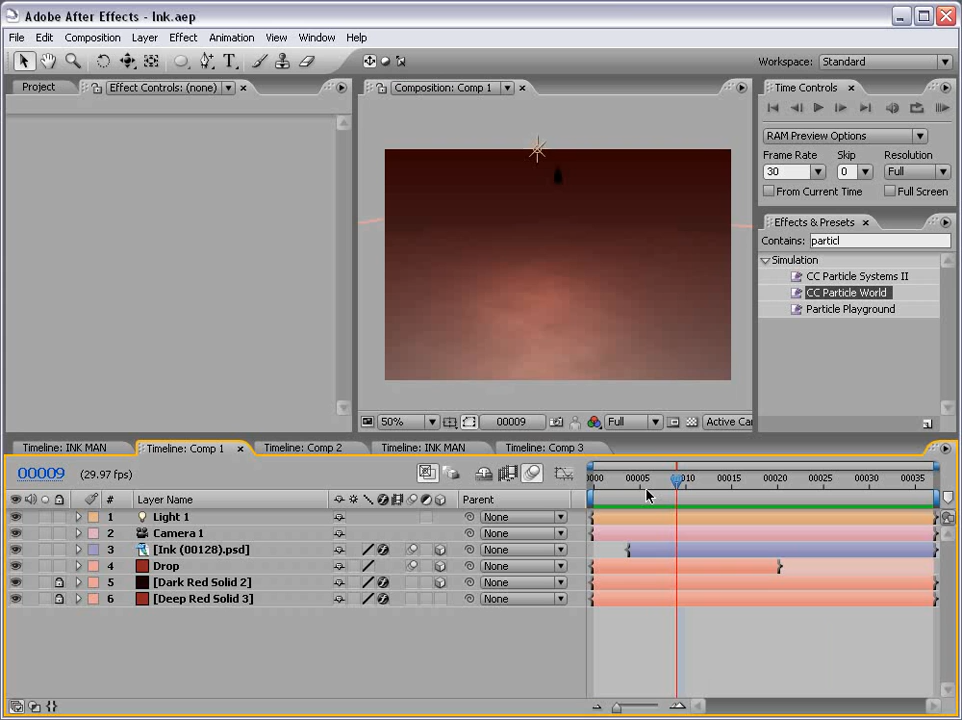 Adobe After Effects - Ink.aep
File Edit Composition Layer Effect Animation View Window Help
Workspace: Standard
Project Effect Controls: (none) Composition: Comp 1 Time Controls
RAM Preview Options
Frame Rate Skip Resolution
30 0 Full
From Current Time Full Screen
Effects & Presets
Contains: particl
Simulation
CC Particle Systems II
CC Particle World
Particle Playground
50% 00009 Full Active Car
Timeline: INK MAN Timeline: Comp 1 Timeline: Comp 2 Timeline: INK MAN Timeline: Comp 3
00009 (29.97 fps) 00005 00010 00015 00020 00025 00030 00035
# Layer Name Parent
1 Light 1 None
2 Camera 1 None
3 [Ink (00128).psd] None
4 Drop None
5 [Dark Red Solid 2] None
6 [Deep Red Solid 3] None